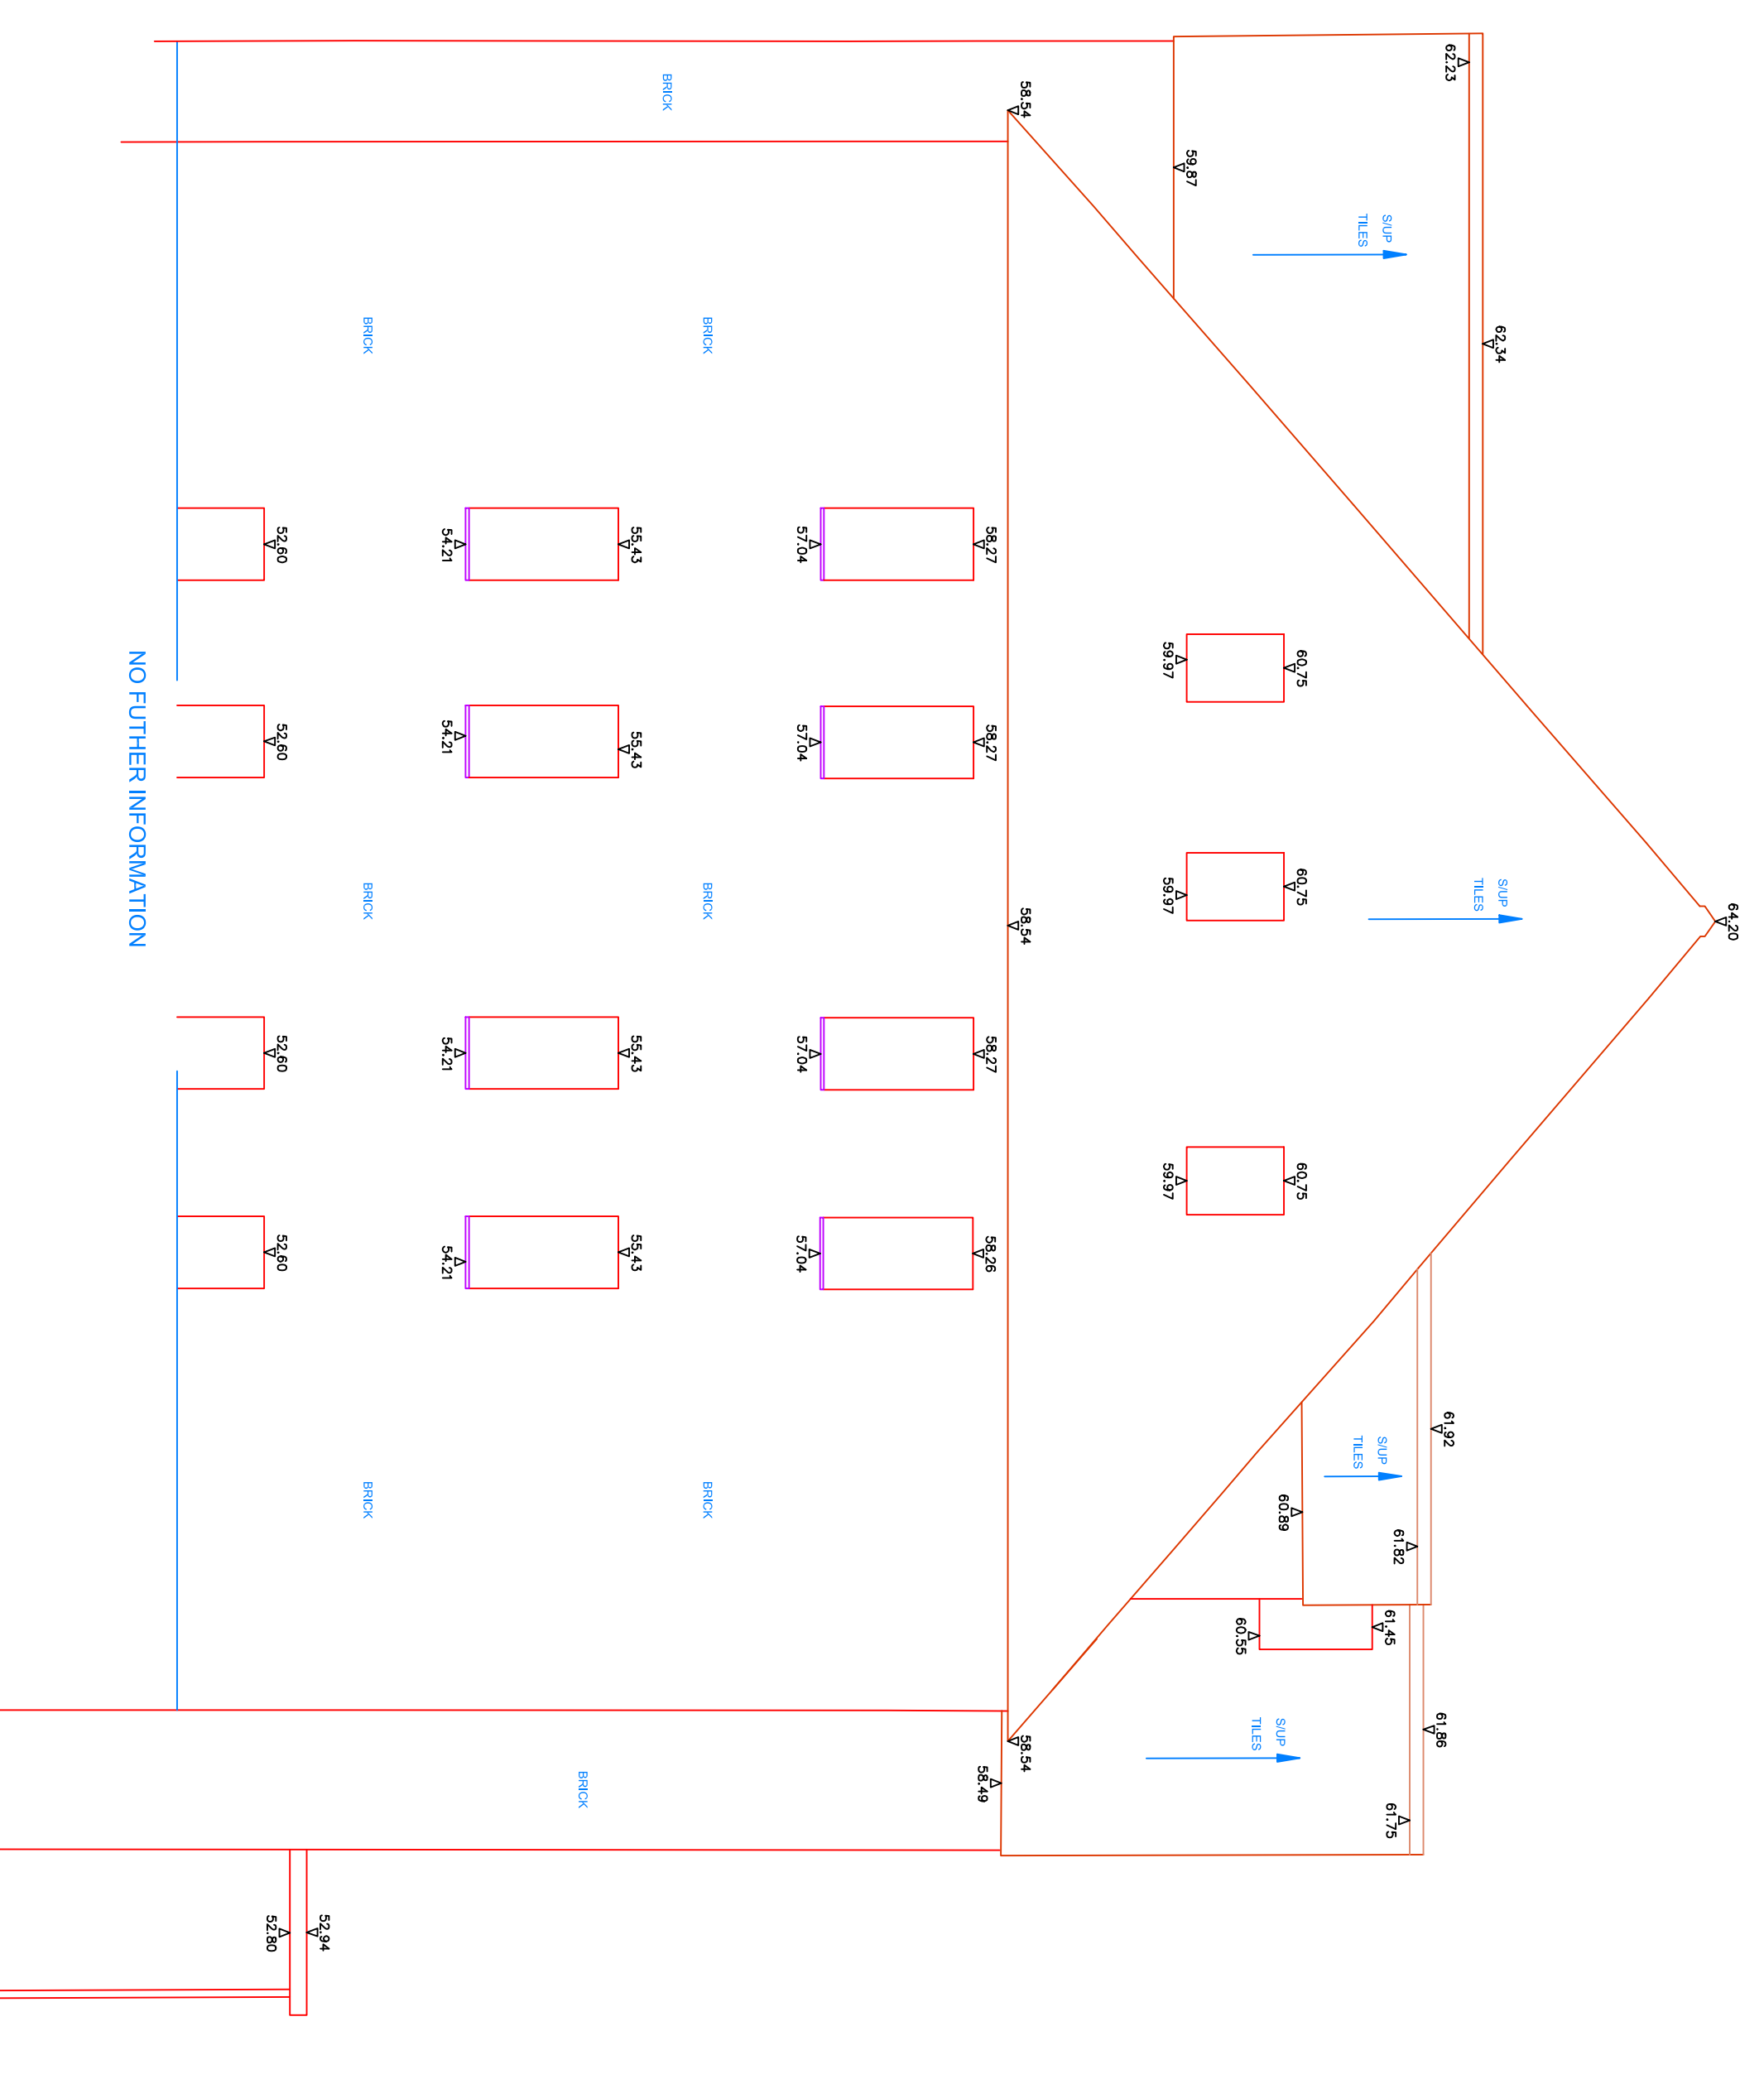 64.20
62.34
S/UP
TILES
62.23
61.92
61.86
S/UP
TILES
61.82
61.45
61.75
S/UP
TILES
60.75
60.75
60.75
60.89
S/UP
TILES
60.55
59.87
59.97
59.97
59.97
58.54
58.54
58.54
58.27
58.27
58.27
58.26
58.49
57.04
57.04
57.04
57.04
BRICK
BRICK
BRICK
BRICK
55.43
55.43
55.43
55.43
BRICK
54.21
54.21
54.21
54.21
BRICK
BRICK
BRICK
52.94
52.60
52.60
52.60
52.60
52.80
NO FUTHER INFORMATION